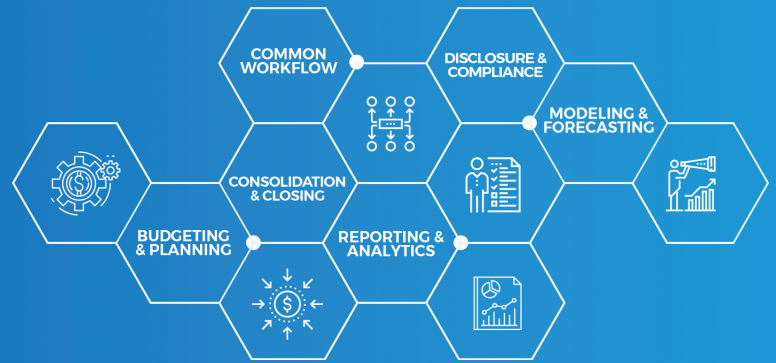 COMMON
WORKFLOW
DISCLOSURE &
COMPLIANCE
MODELING &
FORECASTING
CONSOLIDATION
& CLOSING
BUDGETING
& PLANNING
REPORTING &
ANALYTICS
$
$